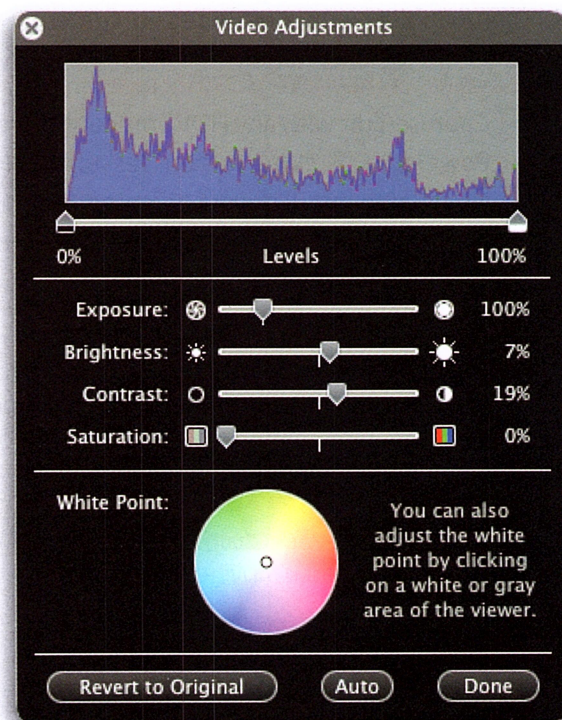 Video Adjustments
0% Levels 100%
Exposure: 100%
Brightness: 7%
Contrast: 19%
Saturation: 0%
White Point:
You can also
adjust the white
point by clicking
on a white or gray
area of the viewer.
Revert to Original Auto Done